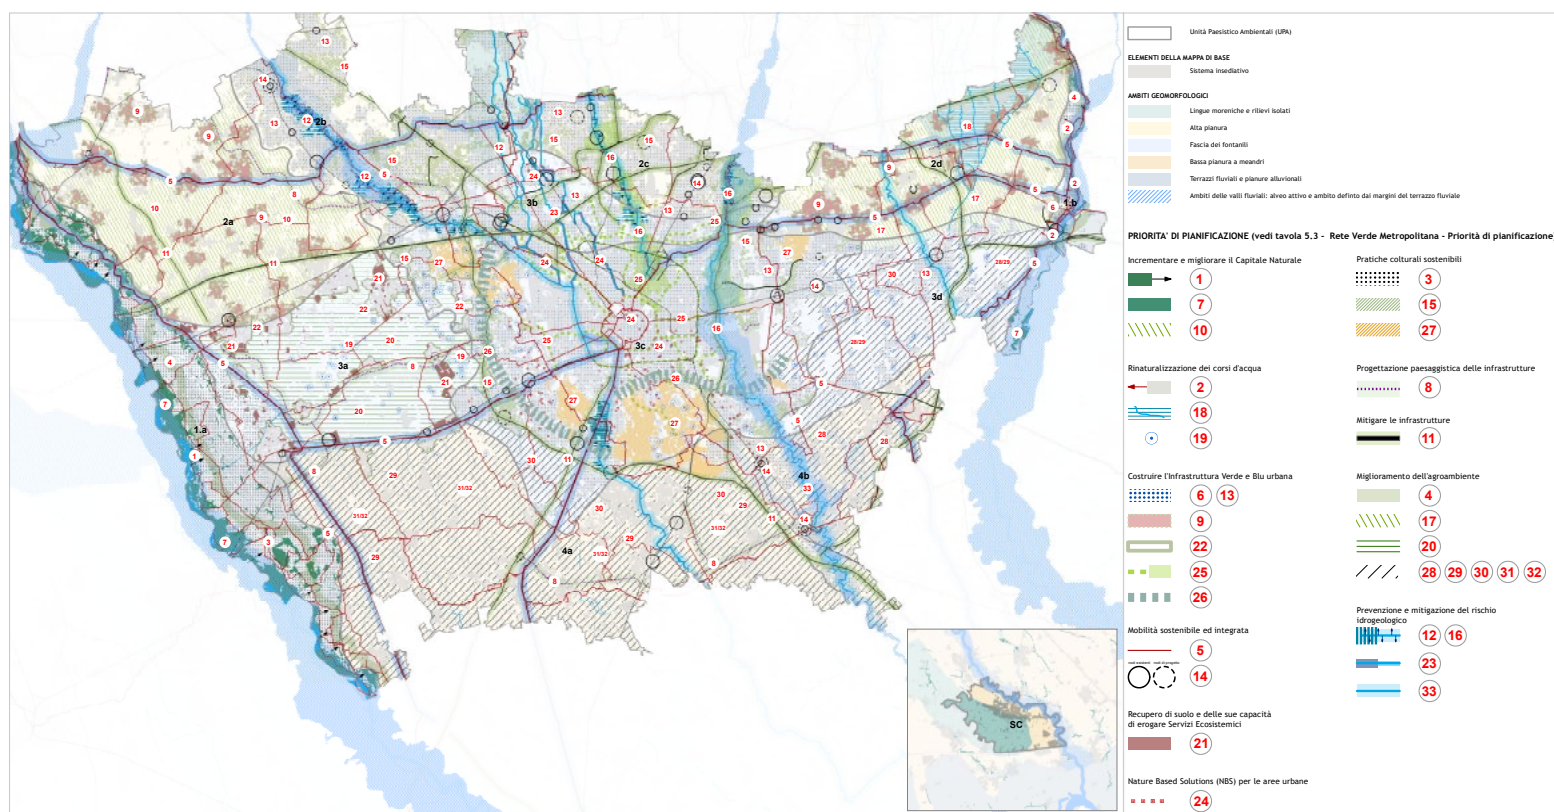 Unità Paesistico Ambientali (UPA)
ELEMENTI DELLA MAPPA DI BASE
Sistema insediativo
AMBITI GEOMORFOLOGICI
Lingue moreniche e rilievi isolati
Alta pianura
Fascia dei fontanili
Bassa pianura a meandri
Terrazzi fluviali e pianure alluvionali
Ambiti delle valli fluviali: alveo attivo e ambito definto dai margini del terrazzo fluviale
PRIORITA' DI PIANIFICAZIONE (vedi tavola 5.3 - Rete Verde Metropolitana - Priorità di pianificazione
Incrementare e migliorare il Capitale Naturale
1
7
10
Rinaturalizzazione dei corsi d'acqua
2
18
19
Costruire l'Infrastruttura Verde e Blu urbana
6 13
9
22
25
26
Mobilità sostenibile ed integrata
5
14
Recupero di suolo e delle sue capacità
di erogare Servizi Ecosistemici
21
Nature Based Solutions (NBS) per le aree urbane
24
Pratiche colturali sostenibili
3
15
27
Progettazione paesaggistica delle infrastrutture
8
Mitigare le infrastrutture
11
Miglioramento dell'agroambiente
4
17
20
28 29 30 31 32
Prevenzione e mitigazione del rischio
idrogeologico
12 16
23
33
2b
2c
2d
1.b
2a
3b
3d
3c
3a
1.a
4b
4a
SC